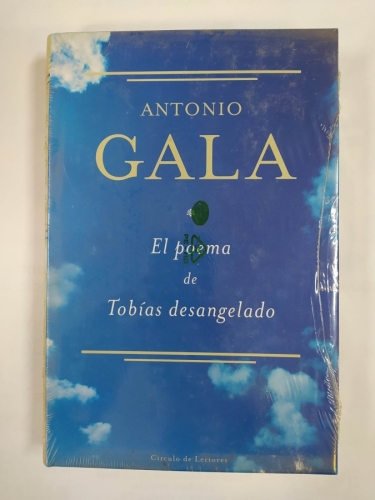 ANTONIO
GALA
El poema
de
Tobías desangelado
Círculo de Lectores